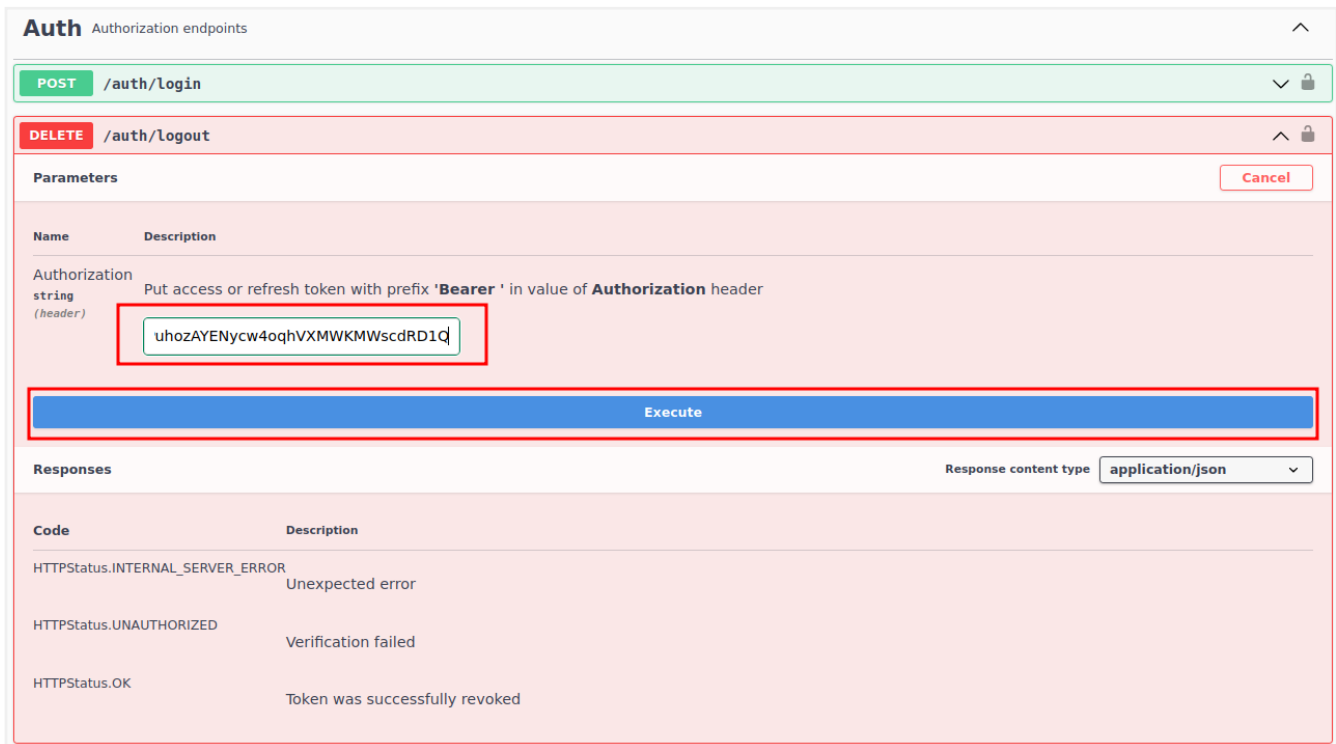 Auth Authorization endpoints
POST /auth/login
DELETE /auth/logout
Parameters
Cancel
Name Description
Authorization
string
(header)
Put access or refresh token with prefix 'Bearer ' in value of Authorization header
uhozAYENycw4oqhVXMWKMWscdRD1Q
Execute
Responses
Response content type application/json
Code Description
HTTPStatus.INTERNAL_SERVER_ERROR
Unexpected error
HTTPStatus.UNAUTHORIZED
Verification failed
HTTPStatus.OK
Token was successfully revoked